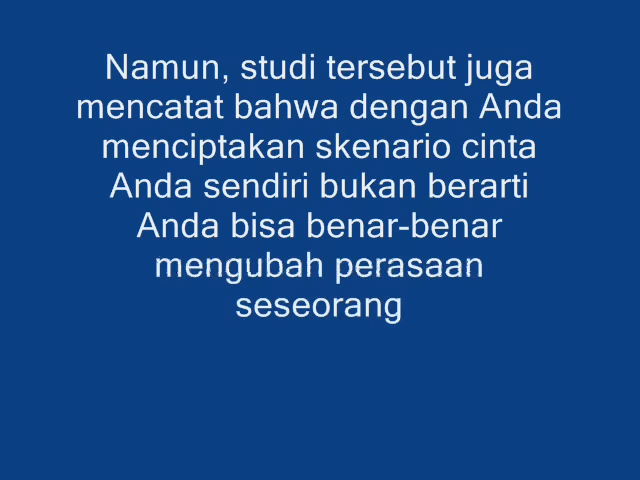 Namun, studi tersebut juga
mencatat bahwa dengan Anda
menciptakan skenario cinta
Anda sendiri bukan berarti
Anda bisa benar-benar
mengubah perasaan
seseorang